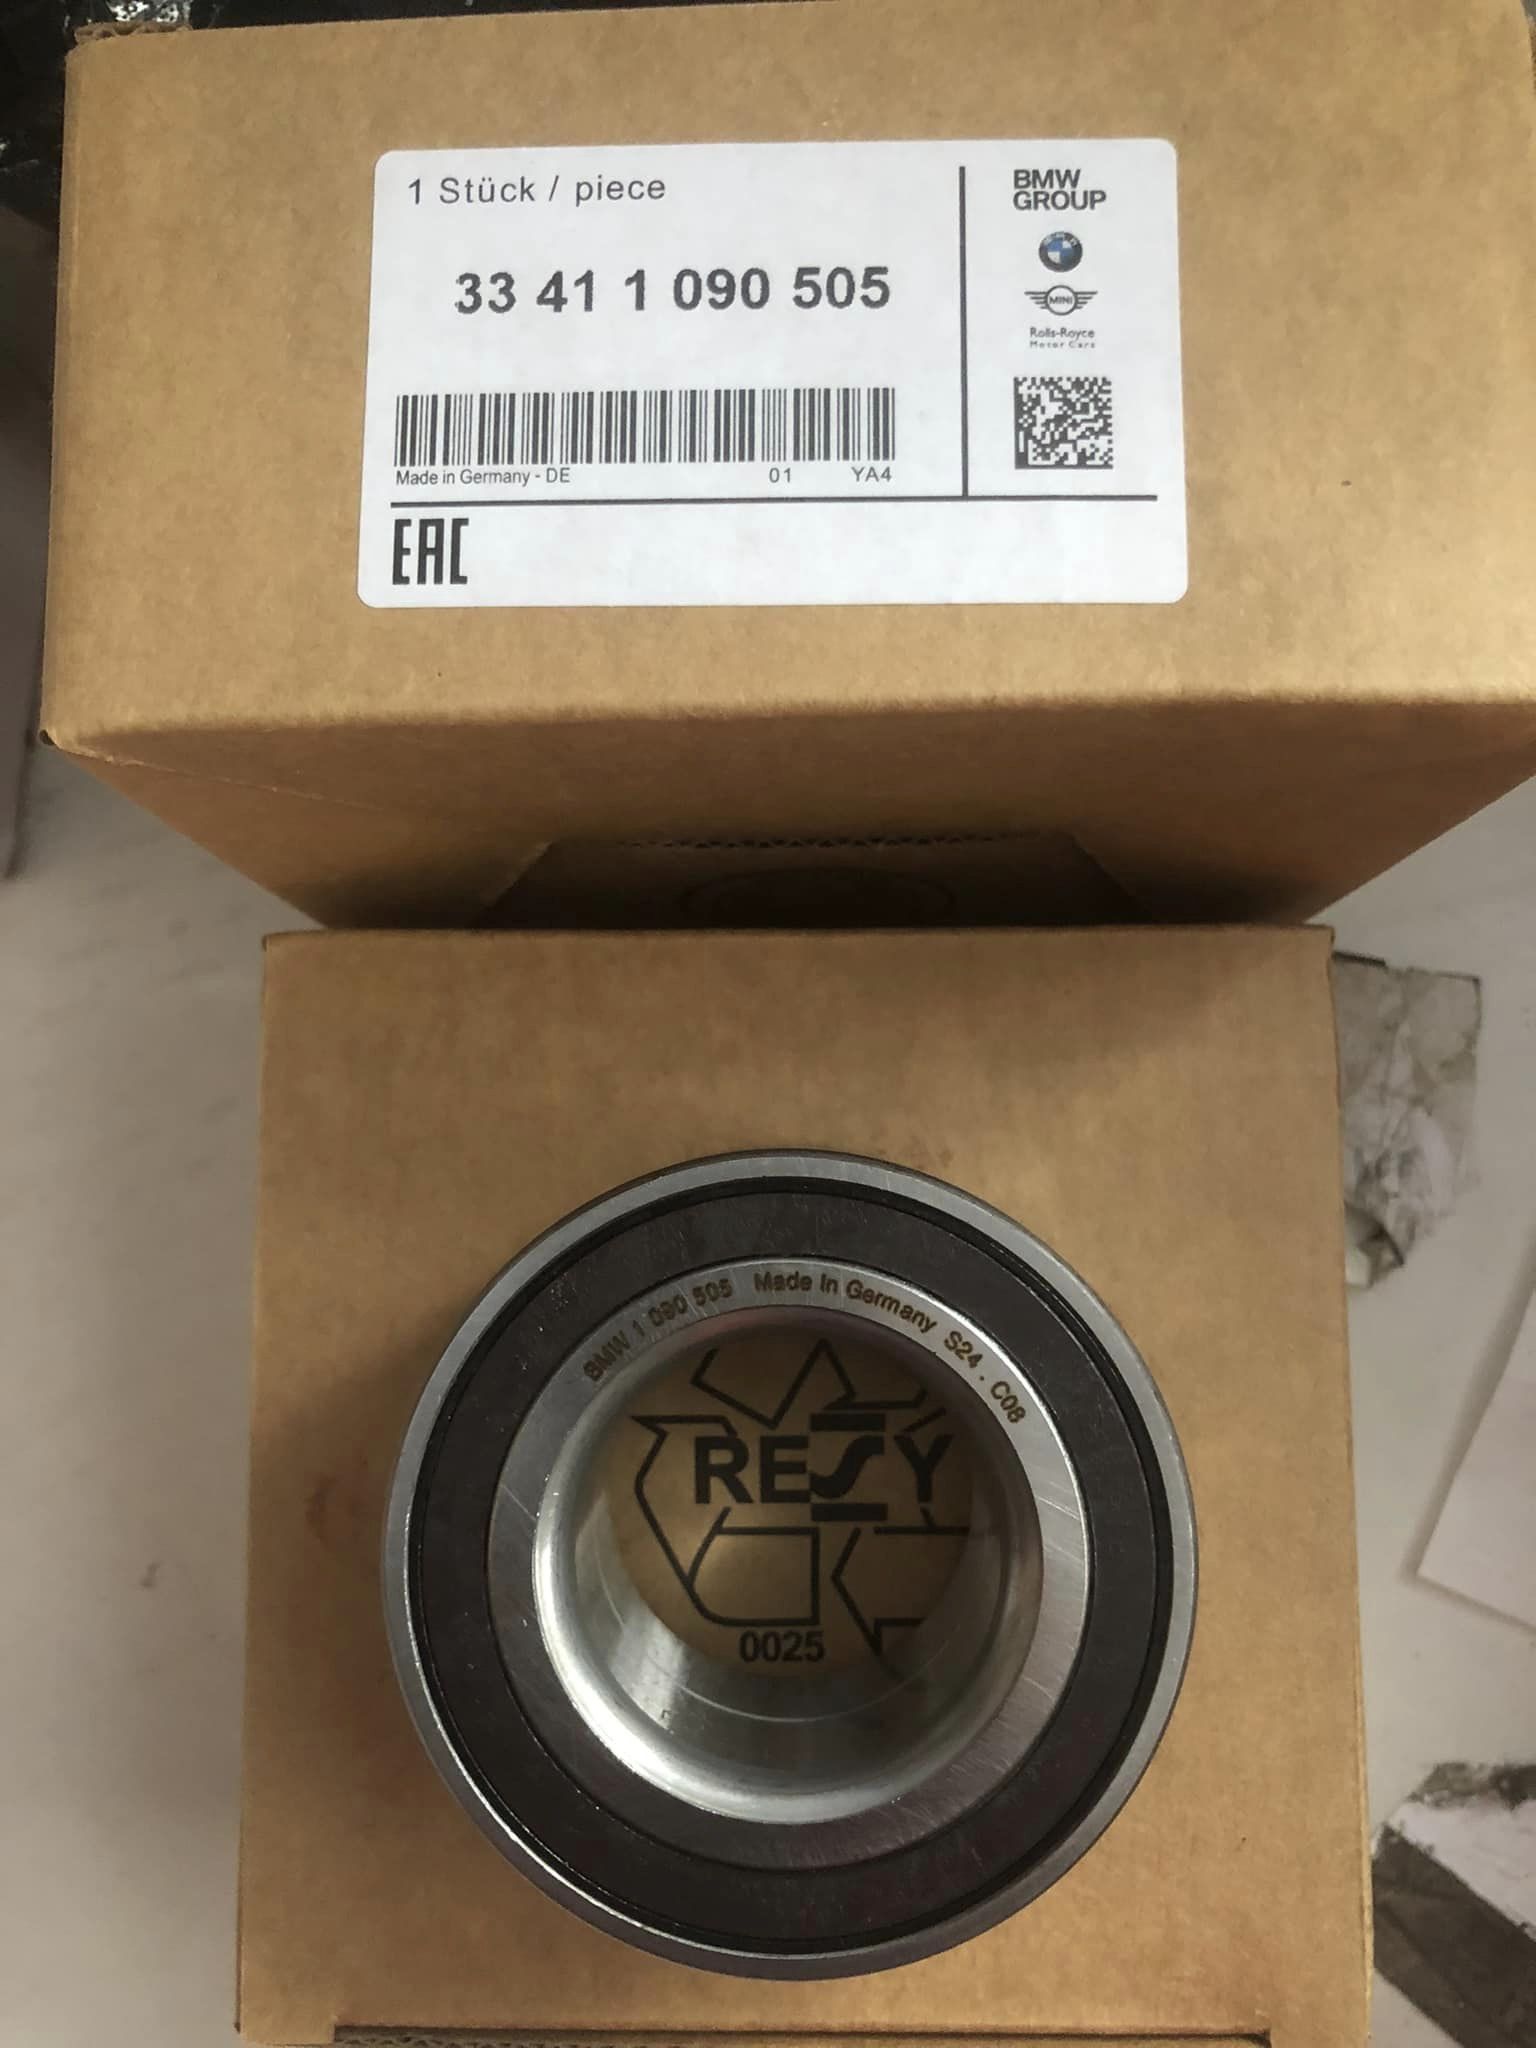 1 Stück / piece
33 41 1 090 505
Made in Germany - DE 01 YA4
EAC
BMW
GROUP
MINI
Rolls-Royce
Motor Cars
BMW 1 090 505 Made In Germany S24 . C08
RESY
0025